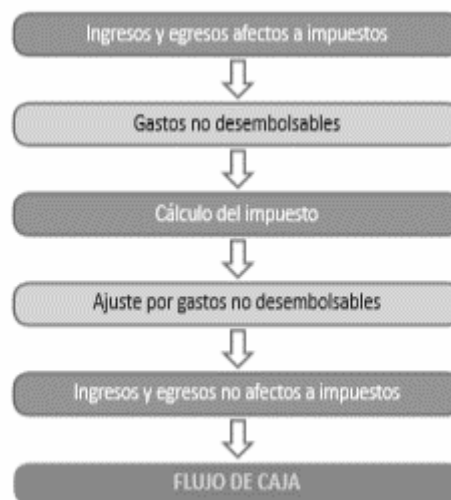 Ingresos y egresos afectos a impuestos
Gastos no desembolsables
Cálculo del impuesto
Ajuste por gastos no desembolsables
Ingresos y egresos no afectos a impuestos
FLUJO DE CAJA